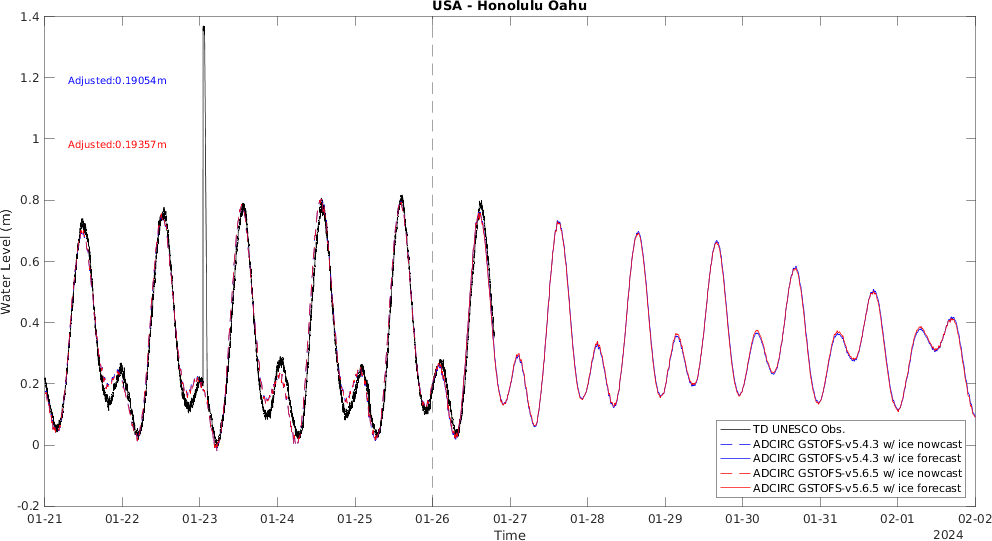 USA - Honolulu Oahu
Water Level (m)
1.4
1.2
1
0.8
0.6
0.4
0.2
0
-0.2
Adjusted:0.19054m
Adjusted:0.19357m
TD UNESCO Obs.
ADCIRC GSTOFS-v5.4.3 w/ ice nowcast
ADCIRC GSTOFS-v5.4.3 w/ ice forecast
ADCIRC GSTOFS-v5.6.5 w/ ice nowcast
ADCIRC GSTOFS-v5.6.5 w/ ice forecast
01-21 01-22 01-23 01-24 01-25 01-26 01-27 01-28 01-29 01-30 01-31 02-01 02-02
Time
2024